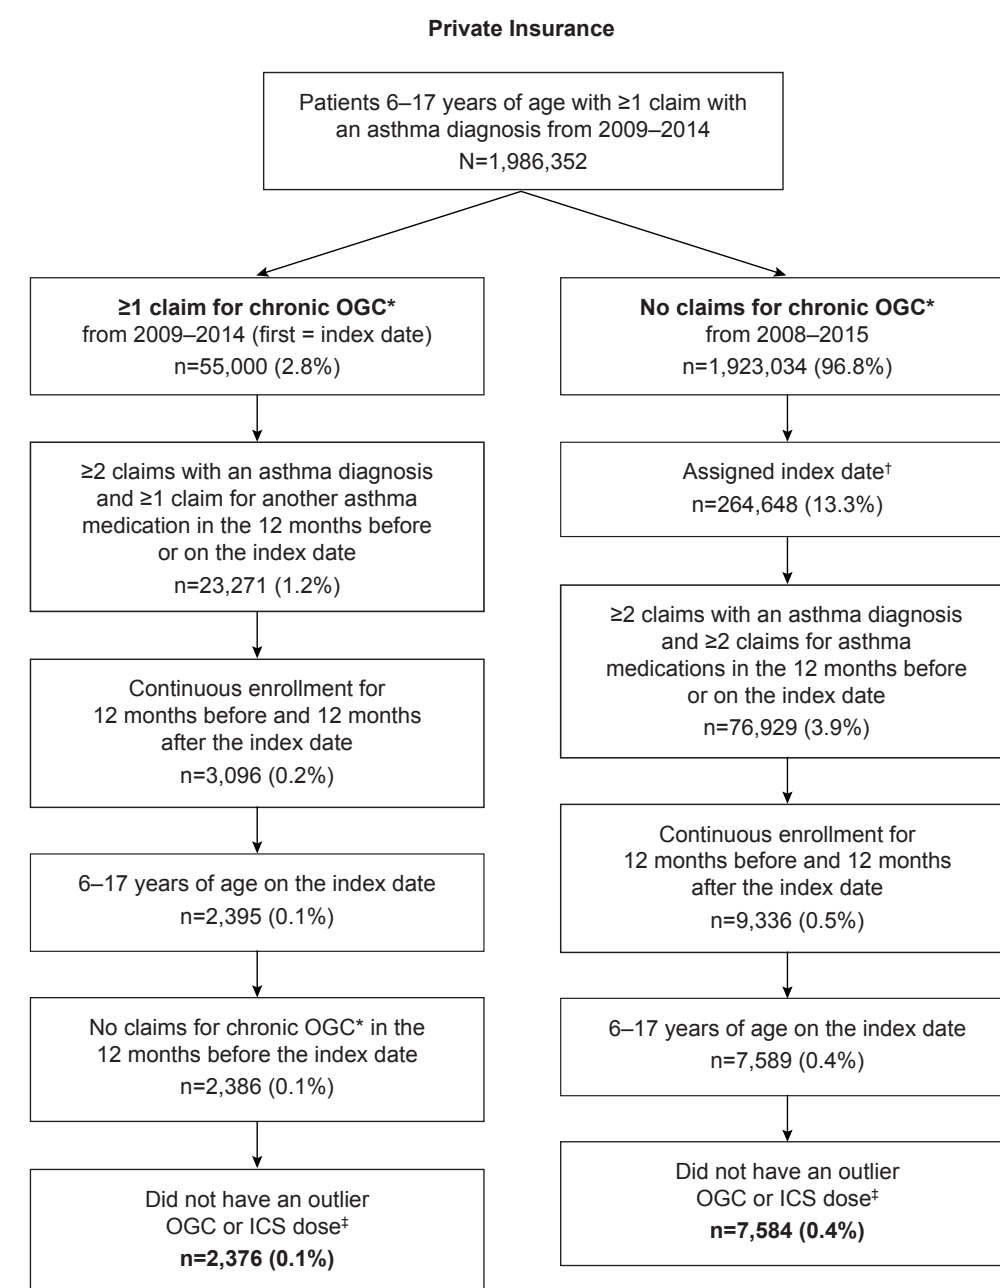 Private Insurance
Patients 6–17 years of age with ≥1 claim with
an asthma diagnosis from 2009–2014
N=1,986,352
≥1 claim for chronic OGC*
from 2009–2014 (first = index date)
n=55,000 (2.8%)
≥2 claims with an asthma diagnosis
and ≥1 claim for another asthma
medication in the 12 months before
or on the index date
n=23,271 (1.2%)
Continuous enrollment for
12 months before and 12 months
after the index date
n=3,096 (0.2%)
6–17 years of age on the index date
n=2,395 (0.1%)
No claims for chronic OGC* in the
12 months before the index date
n=2,386 (0.1%)
Did not have an outlier
OGC or ICS dose‡
n=2,376 (0.1%)
No claims for chronic OGC*
from 2008–2015
n=1,923,034 (96.8%)
Assigned index date†
n=264,648 (13.3%)
≥2 claims with an asthma diagnosis
and ≥2 claims for asthma
medications in the 12 months before
or on the index date
n=76,929 (3.9%)
Continuous enrollment for
12 months before and 12 months
after the index date
n=9,336 (0.5%)
6–17 years of age on the index date
n=7,589 (0.4%)
Did not have an outlier
OGC or ICS dose‡
n=7,584 (0.4%)